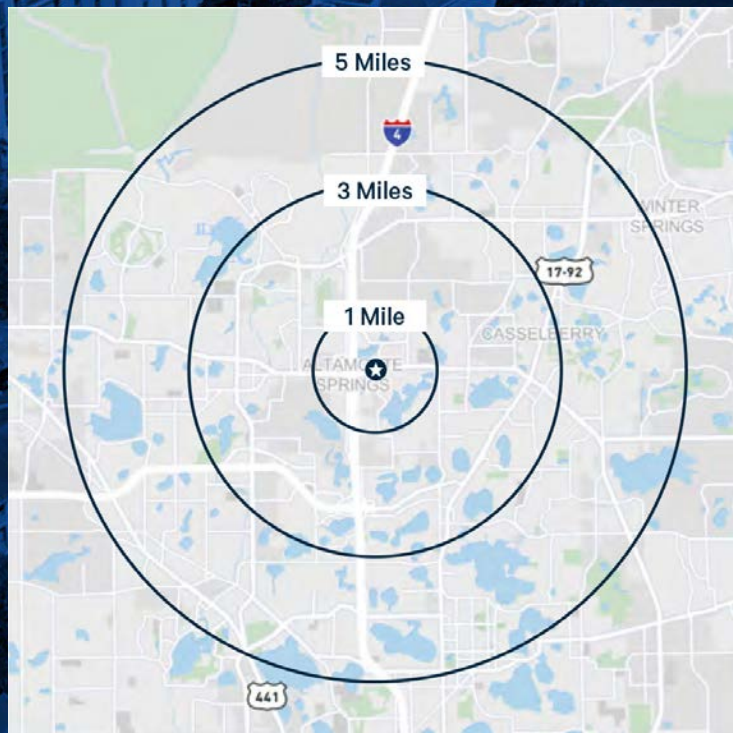 5 Miles
4
3 Miles
WINTER
SPRINGS
17-92
1 Mile
CASSELBERRY
ALTAMONTE
SPRINGS
441